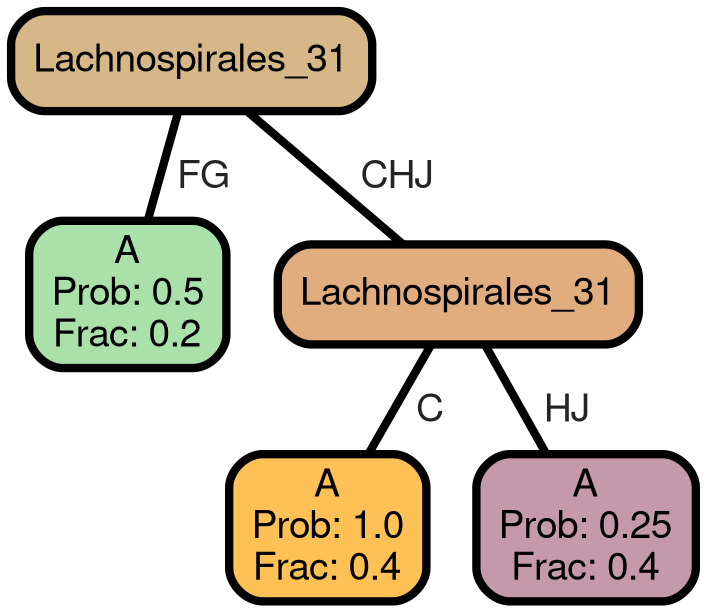 Lachnospirales_31
FG
CHJ
A
Prob: 0.5
Frac: 0.2
Lachnospirales_31
C
HJ
A
Prob: 1.0
Frac: 0.4
A
Prob: 0.25
Frac: 0.4